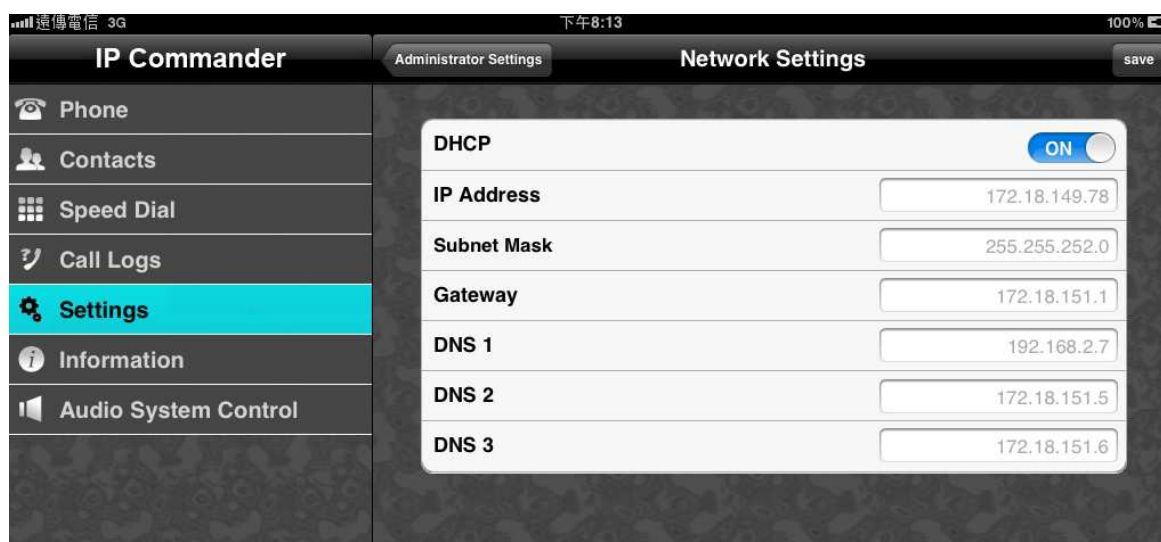 遠傳電信 3G 下午8:13 100%
IP Commander
Administrator Settings Network Settings save
Phone
Contacts
Speed Dial
Call Logs
Settings
Information
Audio System Control
DHCP ON
IP Address 172.18.149.78
Subnet Mask 255.255.252.0
Gateway 172.18.151.1
DNS 1 192.168.2.7
DNS 2 172.18.151.5
DNS 3 172.18.151.6